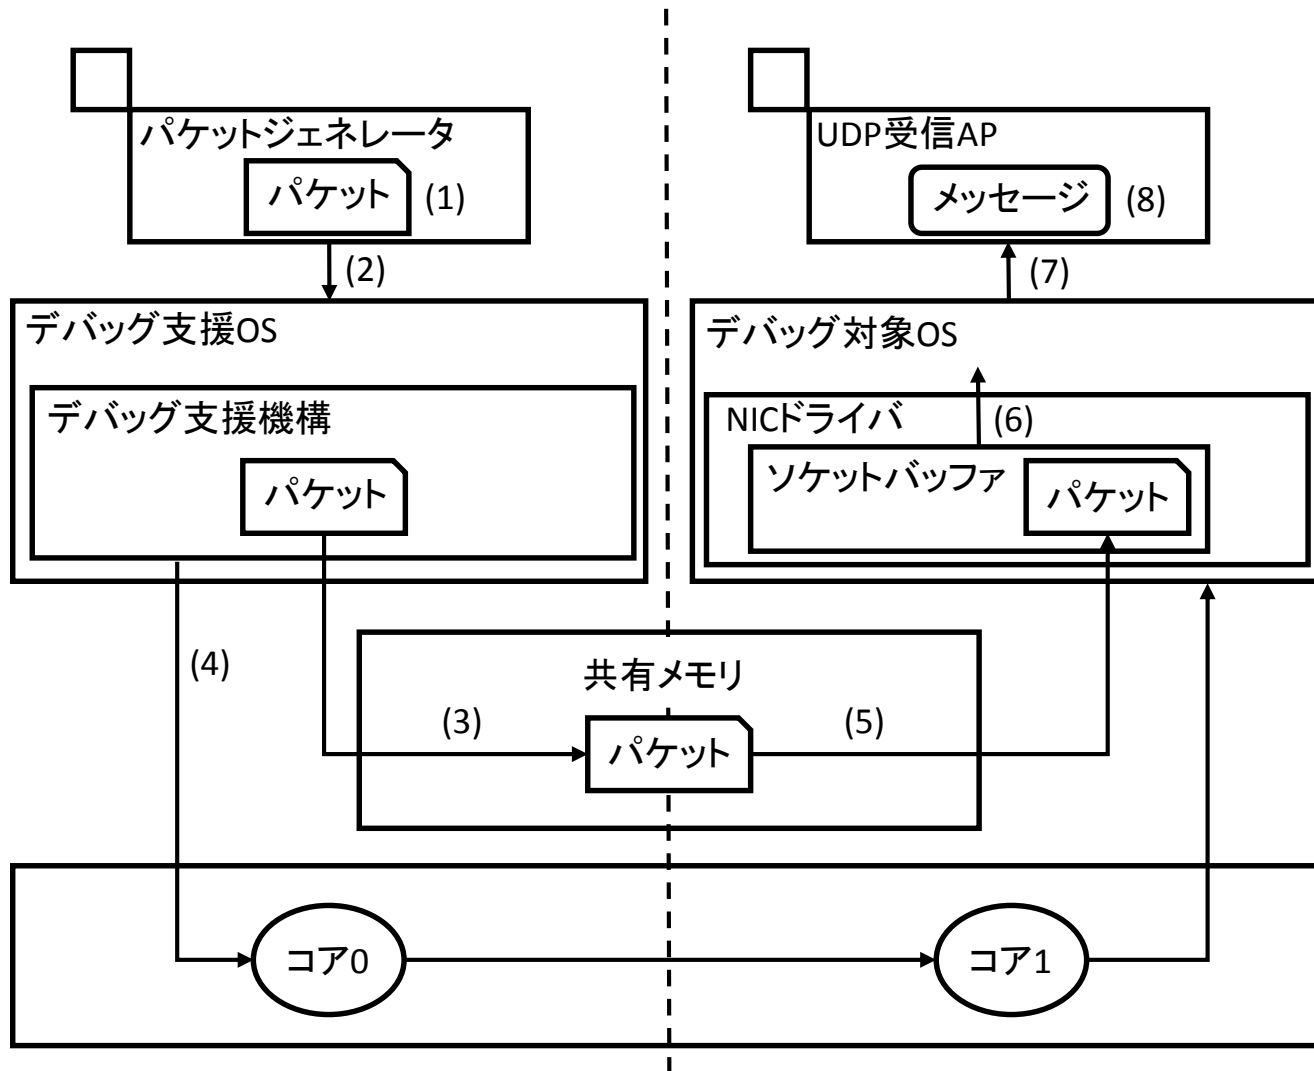 パケットジェネレータ
パケット (1)
(2)
デバッグ支援OS
デバッグ支援機構
パケット
(4)
UDP受信AP
メッセージ (8)
(7)
デバッグ対象OS
NICドライバ (6)
ソケットバッファ パケット
共有メモリ
(3) パケット (5)
コア0 コア1